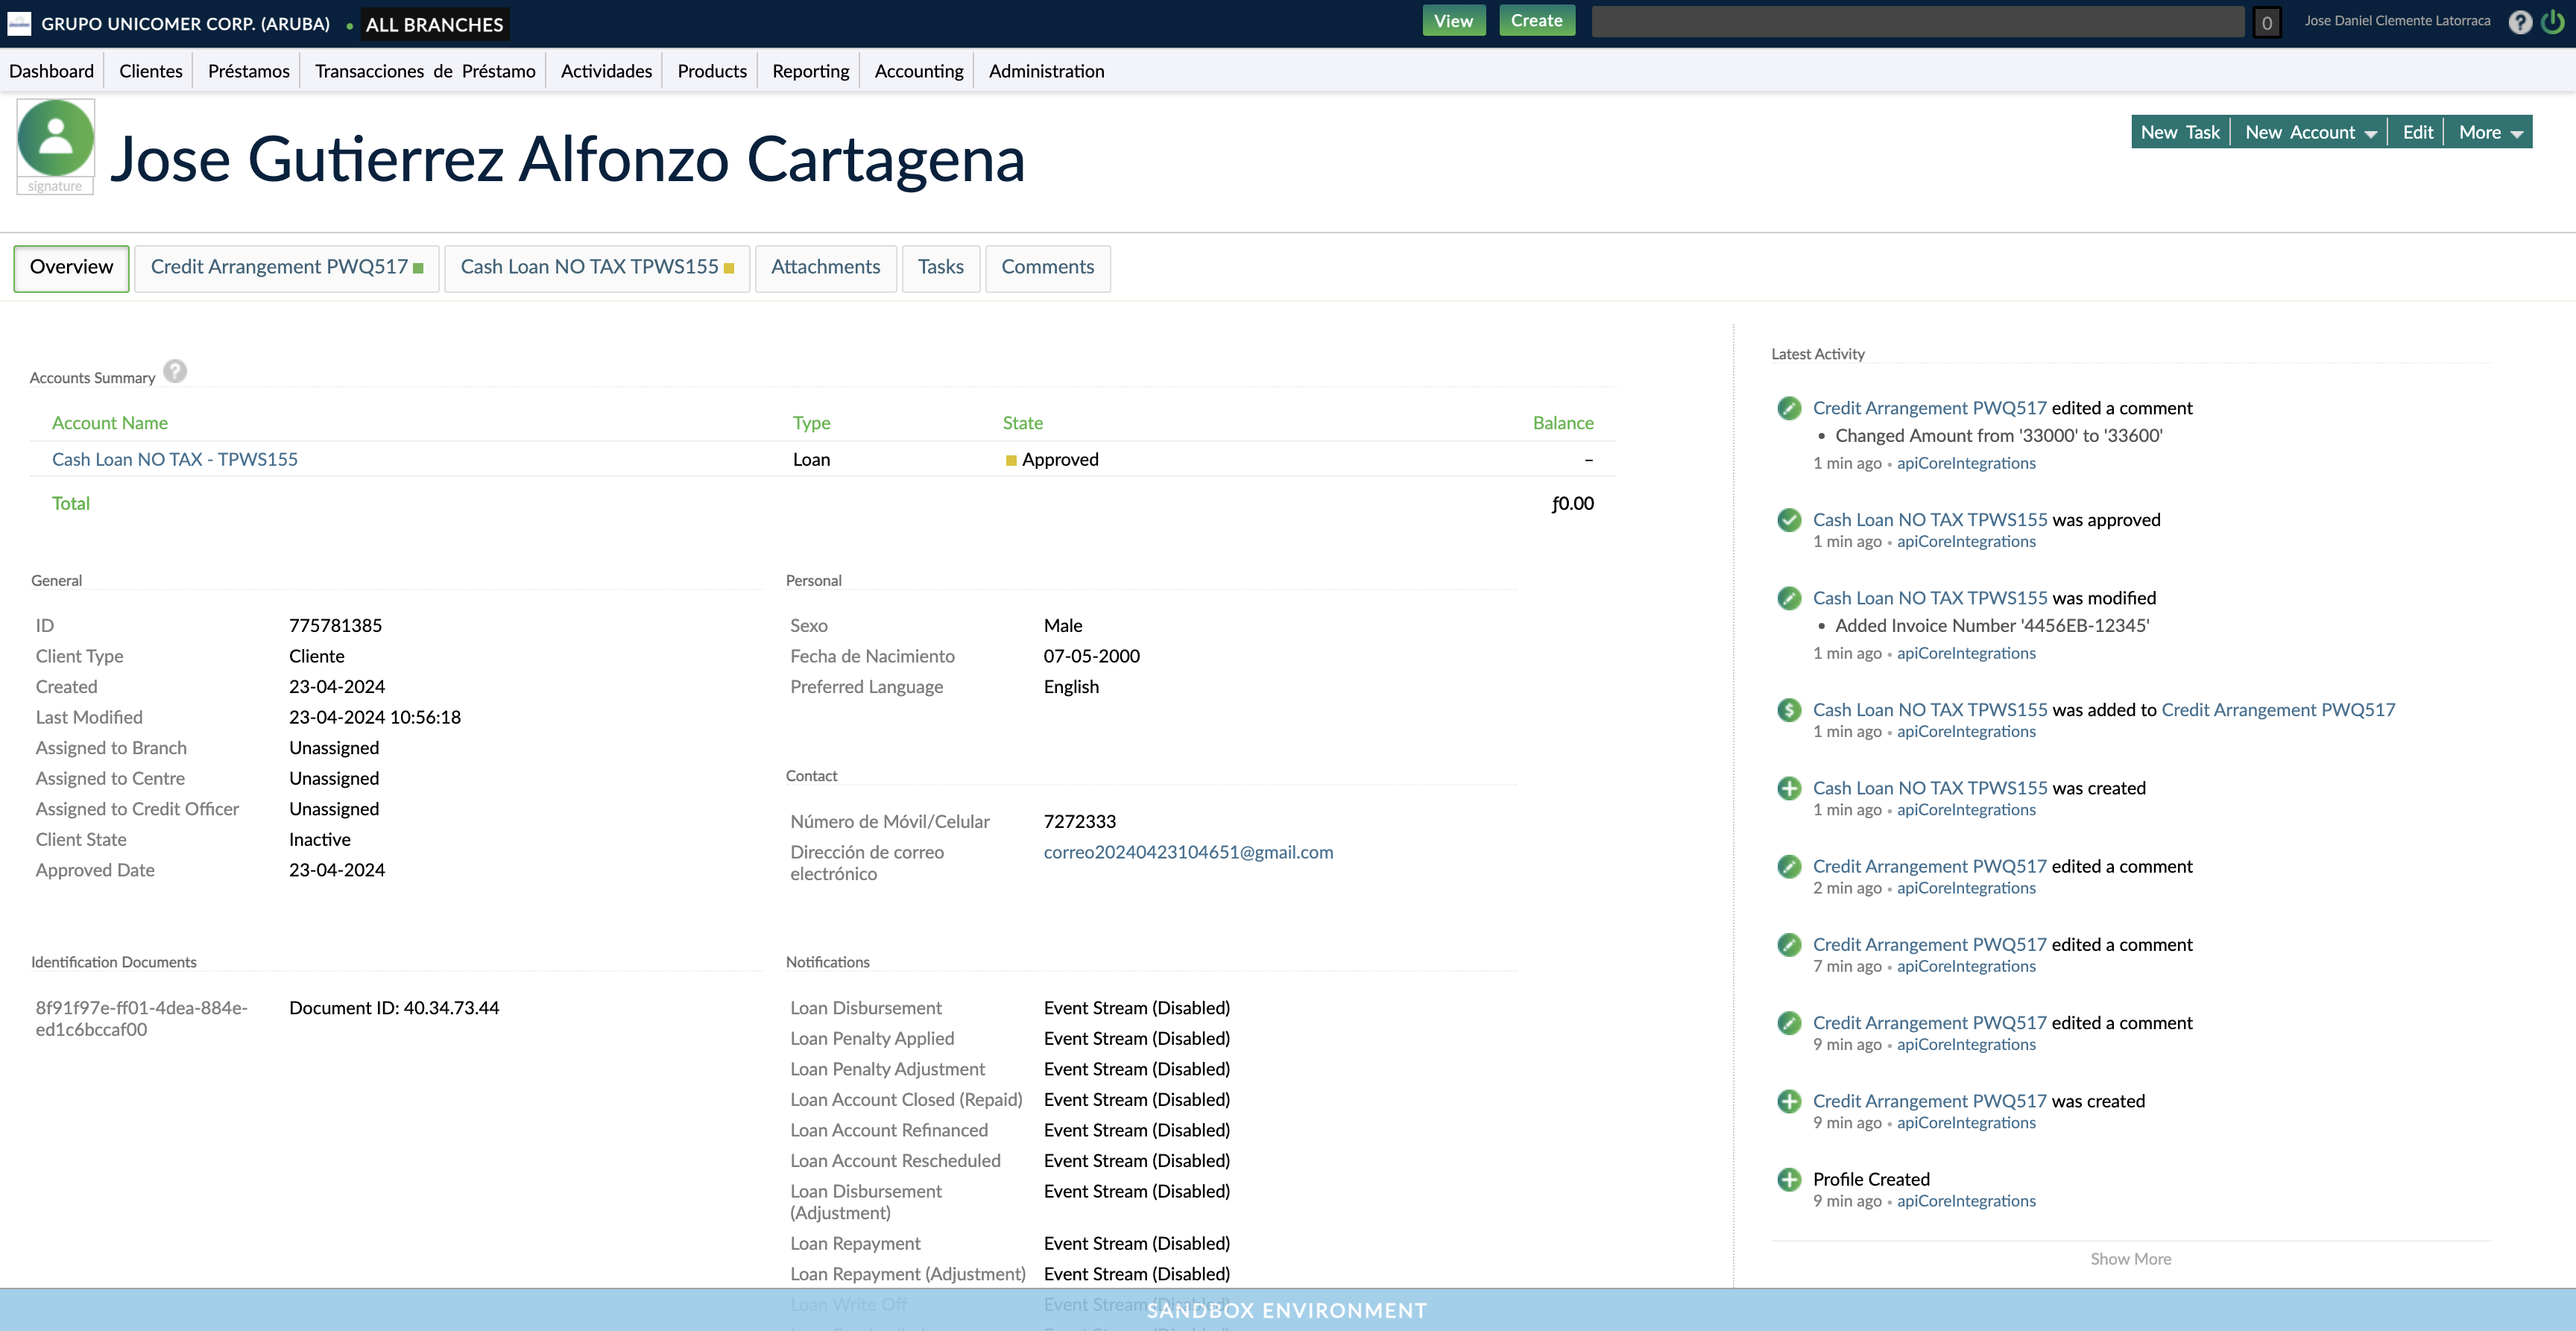 GRUPO UNICOMER CORP. (ARUBA) • ALL BRANCHES View Create 0 Jose Daniel Clemente Latorraca ?
Dashboard Clientes Préstamos Transacciones de Préstamo Actividades Products Reporting Accounting Administration
signature
Jose Gutierrez Alfonzo Cartagena
New Task New Account Edit More
Overview Credit Arrangement PWQ517 Cash Loan NO TAX TPWS155 Attachments Tasks Comments
Accounts Summary ?
Account Name Type State Balance
Cash Loan NO TAX - TPWS155 Loan Approved –
Total ƒ0.00
General
ID 775781385
Client Type Cliente
Created 23-04-2024
Last Modified 23-04-2024 10:56:18
Assigned to Branch Unassigned
Assigned to Centre Unassigned
Assigned to Credit Officer Unassigned
Client State Inactive
Approved Date 23-04-2024
Personal
Sexo Male
Fecha de Nacimiento 07-05-2000
Preferred Language English
Contact
Número de Móvil/Celular 7272333
Dirección de correo correo20240423104651@gmail.com
electrónico
Identification Documents
8f91f97e-ff01-4dea-884e- Document ID: 40.34.73.44
ed1c6bccaf00
Notifications
Loan Disbursement Event Stream (Disabled)
Loan Penalty Applied Event Stream (Disabled)
Loan Penalty Adjustment Event Stream (Disabled)
Loan Account Closed (Repaid) Event Stream (Disabled)
Loan Account Refinanced Event Stream (Disabled)
Loan Account Rescheduled Event Stream (Disabled)
Loan Disbursement Event Stream (Disabled)
(Adjustment)
Loan Repayment Event Stream (Disabled)
Loan Repayment (Adjustment) Event Stream (Disabled)
Loan Write Off Event Stream (Disabled)
Latest Activity
Credit Arrangement PWQ517 edited a comment
• Changed Amount from '33000' to '33600'
1 min ago • apiCoreIntegrations
Cash Loan NO TAX TPWS155 was approved
1 min ago • apiCoreIntegrations
Cash Loan NO TAX TPWS155 was modified
• Added Invoice Number '4456EB-12345'
1 min ago • apiCoreIntegrations
$ Cash Loan NO TAX TPWS155 was added to Credit Arrangement PWQ517
1 min ago • apiCoreIntegrations
Cash Loan NO TAX TPWS155 was created
1 min ago • apiCoreIntegrations
Credit Arrangement PWQ517 edited a comment
2 min ago • apiCoreIntegrations
Credit Arrangement PWQ517 edited a comment
7 min ago • apiCoreIntegrations
Credit Arrangement PWQ517 edited a comment
9 min ago • apiCoreIntegrations
Credit Arrangement PWQ517 was created
9 min ago • apiCoreIntegrations
Profile Created
9 min ago • apiCoreIntegrations
Show More
SANDBOX ENVIRONMENT